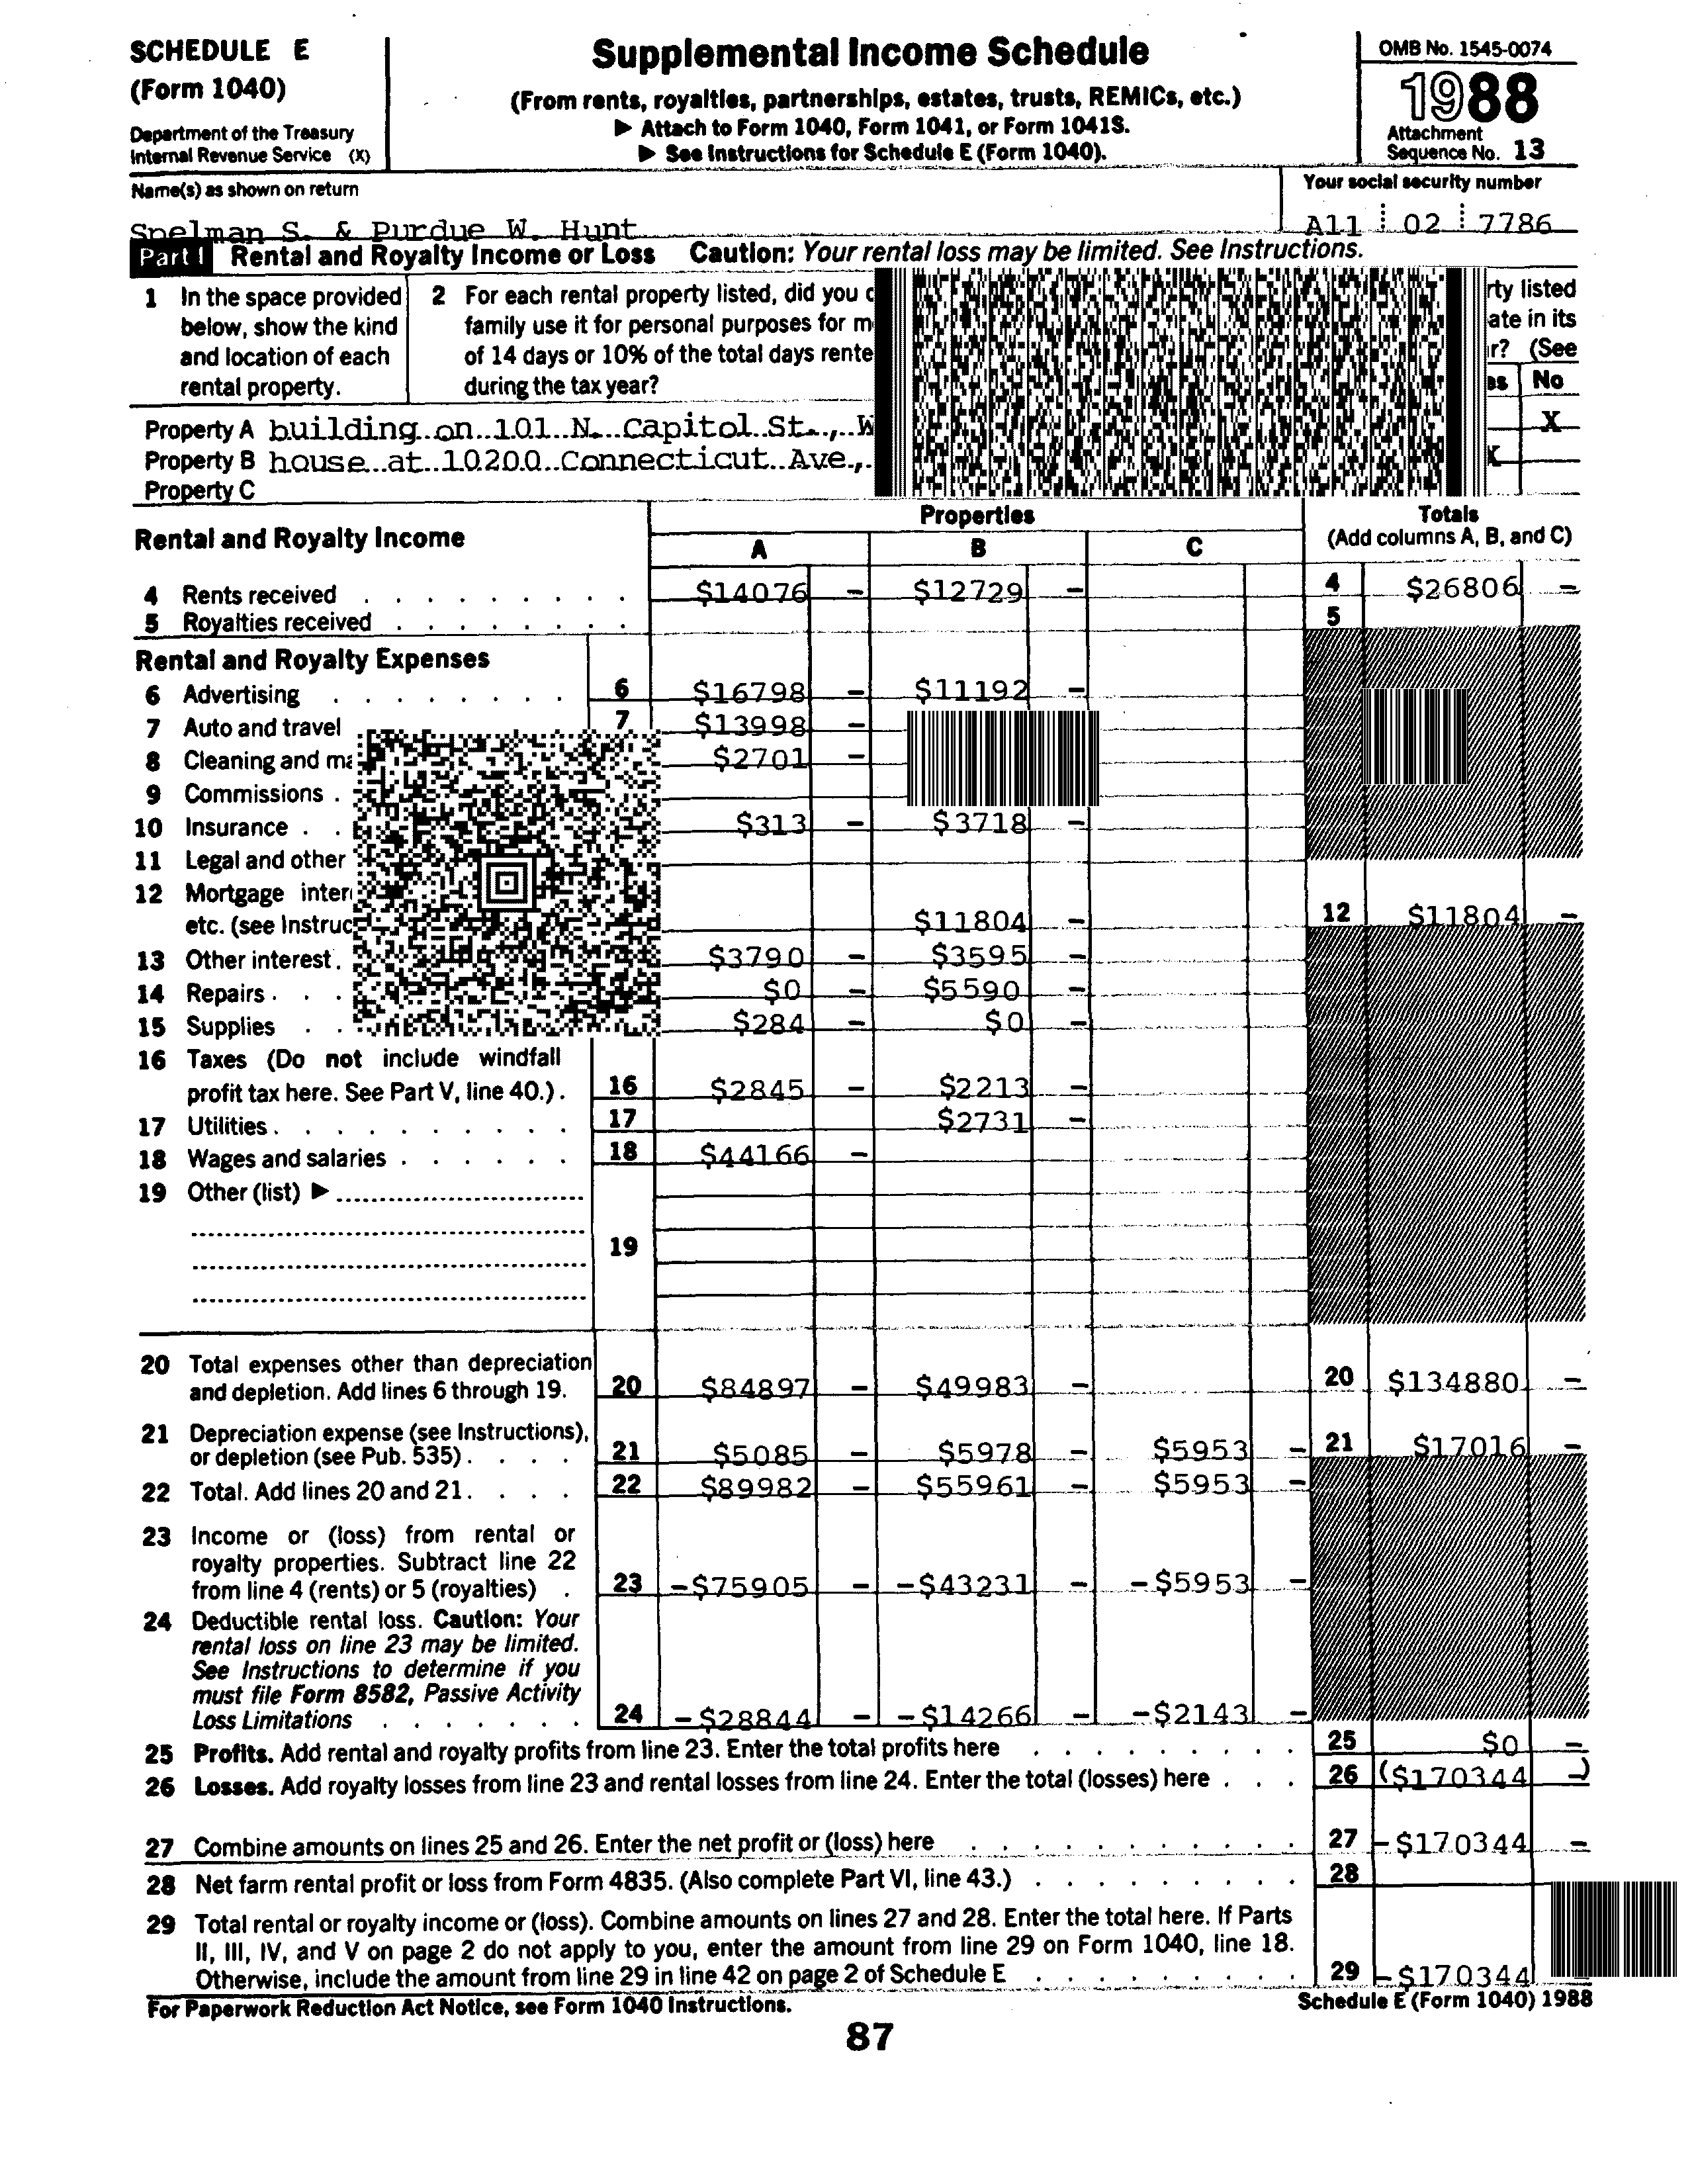 SCHEDULE E
(Form 1040)
Department of the Treasury
Internal Revenue Service (X)
Supplemental Income Schedule
(From rents, royalties, partnerships, estates, trusts, REMICs, etc.)
▶ Attach to Form 1040, Form 1041, or Form 1041S.
▶ See Instructions for Schedule E (Form 1040).
OMB No. 1545-0074
1988
Attachment
Sequence No. 13
Name(s) as shown on return
Your social security number
Spelman S. & Purdue W. Hunt
A11 02 7786
Part I Rental and Royalty Income or Loss Caution: Your rental loss may be limited. See Instructions.
1 In the space provided
below, show the kind
and location of each
rental property.
2 For each rental property listed, did you
family use it for personal purposes for
of 14 days or 10% of the total days
during the tax year?
listed
in its
(See
No
Property A building on 101 N. Capitol St., X
Property B house at 10200 Connecticut Ave.,
Property C
Rental and Royalty Income
Properties
Totals
(Add columns A, B, and C)
A B C
4 Rents received $14076 – $12729 – 4 $26806 –
5 Royalties received 5
Rental and Royalty Expenses
6 Advertising 6 $16798 – $11192 –
7 Auto and travel 7 $13998 –
8 Cleaning and $2701 –
9 Commissions
10 Insurance $313 – $3718 –
11 Legal and other
12 Mortgage
etc. (see $11804 – 12 $11804 –
13 Other interest $3790 – $3595 –
14 Repairs $0 – $5590 –
15 Supplies $284 – $0 –
16 Taxes (Do not include windfall
profit tax here. See Part V, line 40.) 16 $2845 – $2213 –
17 Utilities 17 $2731 –
18 Wages and salaries 18 $44166 –
19 Other (list) ▶
19
20 Total expenses other than depreciation
and depletion. Add lines 6 through 19. 20 $84897 – $49983 – 20 $134880 –
21 Depreciation expense (see Instructions),
or depletion (see Pub. 535) 21 $5085 – $5978 – $5953 – 21 $17016 –
22 Total. Add lines 20 and 21 22 $89982 – $55961 – $5953 –
23 Income or (loss) from rental or
royalty properties. Subtract line 22
from line 4 (rents) or 5 (royalties) 23 -$75905 – -$43231 – -$5953 –
24 Deductible rental loss. Caution: Your
rental loss on line 23 may be limited.
See Instructions to determine if you
must file Form 8582, Passive Activity
Loss Limitations 24 -$28844 – -$14266 – -$2143 –
25 Profits. Add rental and royalty profits from line 23. Enter the total profits here 25 $0 –
26 Losses. Add royalty losses from line 23 and rental losses from line 24. Enter the total (losses) here 26 ($170344 –)
27 Combine amounts on lines 25 and 26. Enter the net profit or (loss) here 27 -$170344 –
28 Net farm rental profit or loss from Form 4835. (Also complete Part VI, line 43.) 28
29 Total rental or royalty income or (loss). Combine amounts on lines 27 and 28. Enter the total here. If Parts
II, III, IV, and V on page 2 do not apply to you, enter the amount from line 29 on Form 1040, line 18.
Otherwise, include the amount from line 29 in line 42 on page 2 of Schedule E 29 -$170344
For Paperwork Reduction Act Notice, see Form 1040 Instructions.
Schedule E (Form 1040) 1988
87